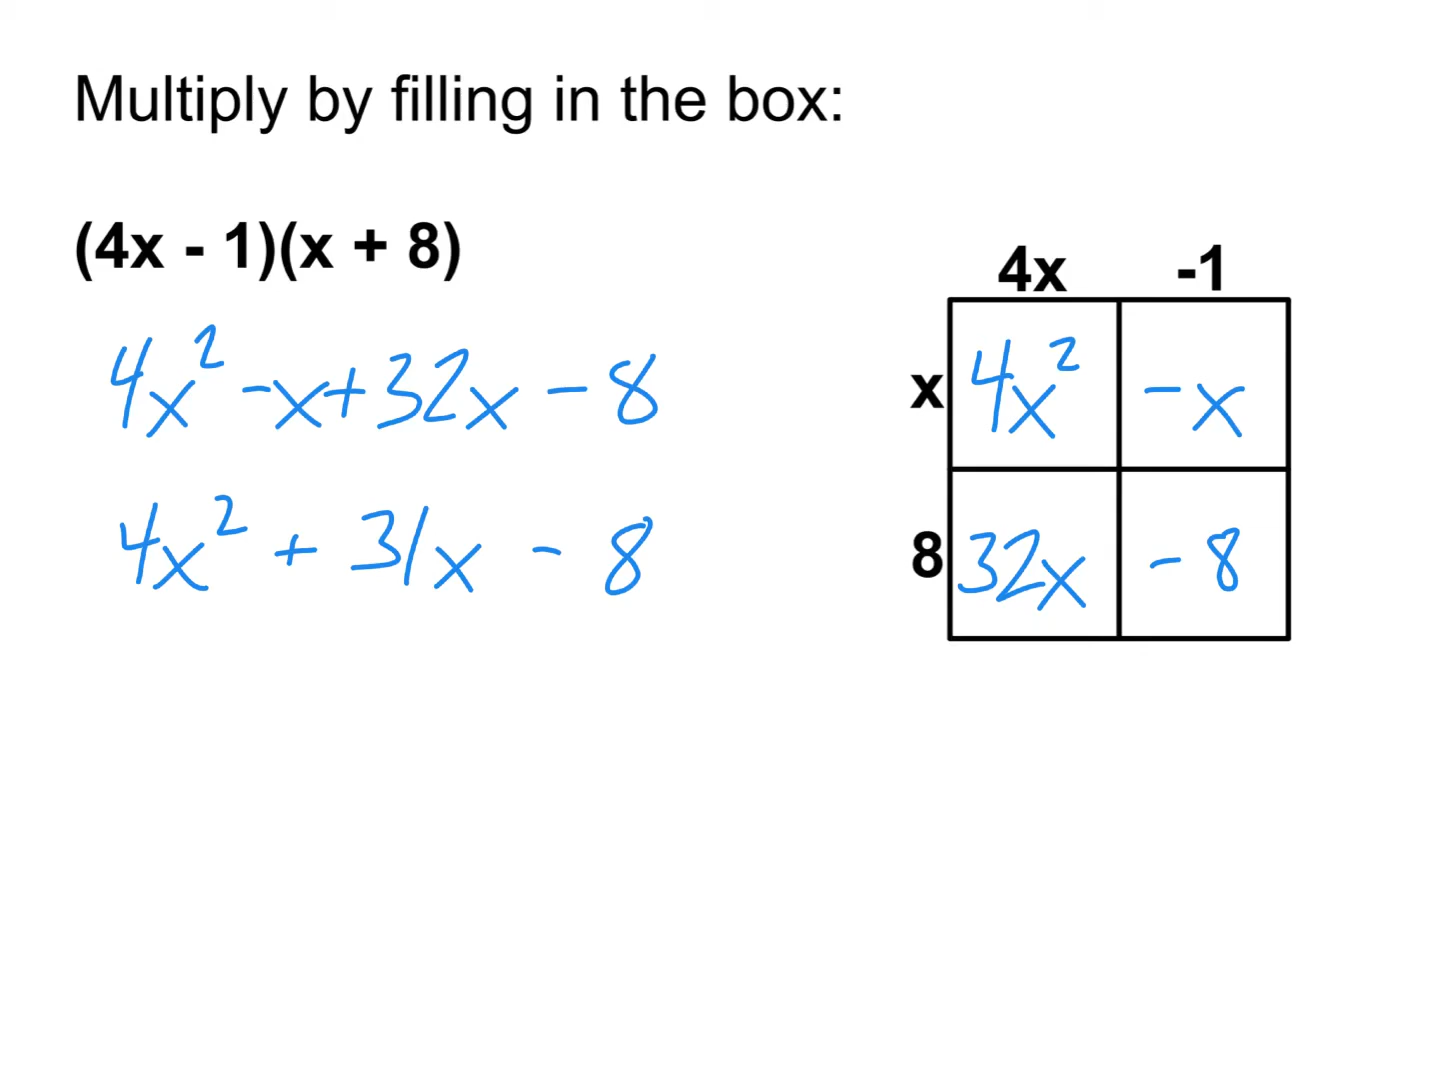 Multiply by filling in the box:
(4x - 1)(x + 8)
4x² -x+32x - 8
4x² + 31x - 8
4x -1
x 4x² -x
8 32x -8